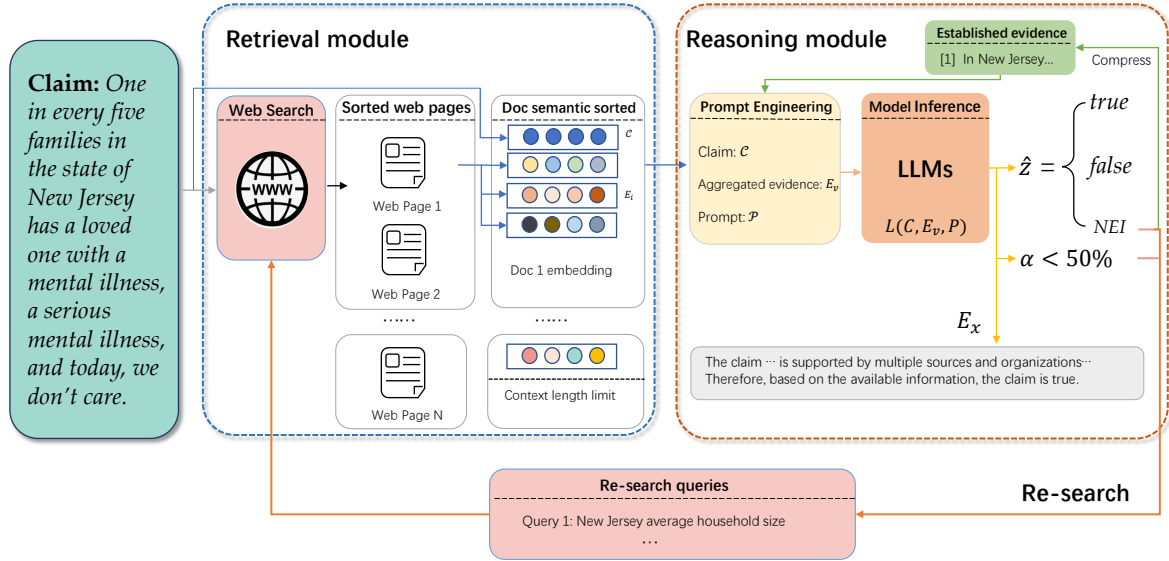 Claim: One
in every five
families in
the state of
New Jersey
has a loved
one with a
mental illness,
a serious
mental illness,
and today, we
don't care.
Retrieval module
Web Search
WWW
Sorted web pages
Web Page 1
Web Page 2
……
Web Page N
Doc semantic sorted
𝒞
E_i
Doc 1 embedding
……
Context length limit
Reasoning module
Established evidence
[1] In New Jersey…
Compress
Prompt Engineering
Claim: 𝒞
Aggregated evidence: E_v
Prompt: 𝒫
Model Inference
LLMs
L(C, E_v, P)
ẑ =
true
false
NEI
α < 50%
E_x
The claim ⋯ is supported by multiple sources and organizations⋯
Therefore, based on the available information, the claim is true.
Re-search
Re-search queries
Query 1: New Jersey average household size
…